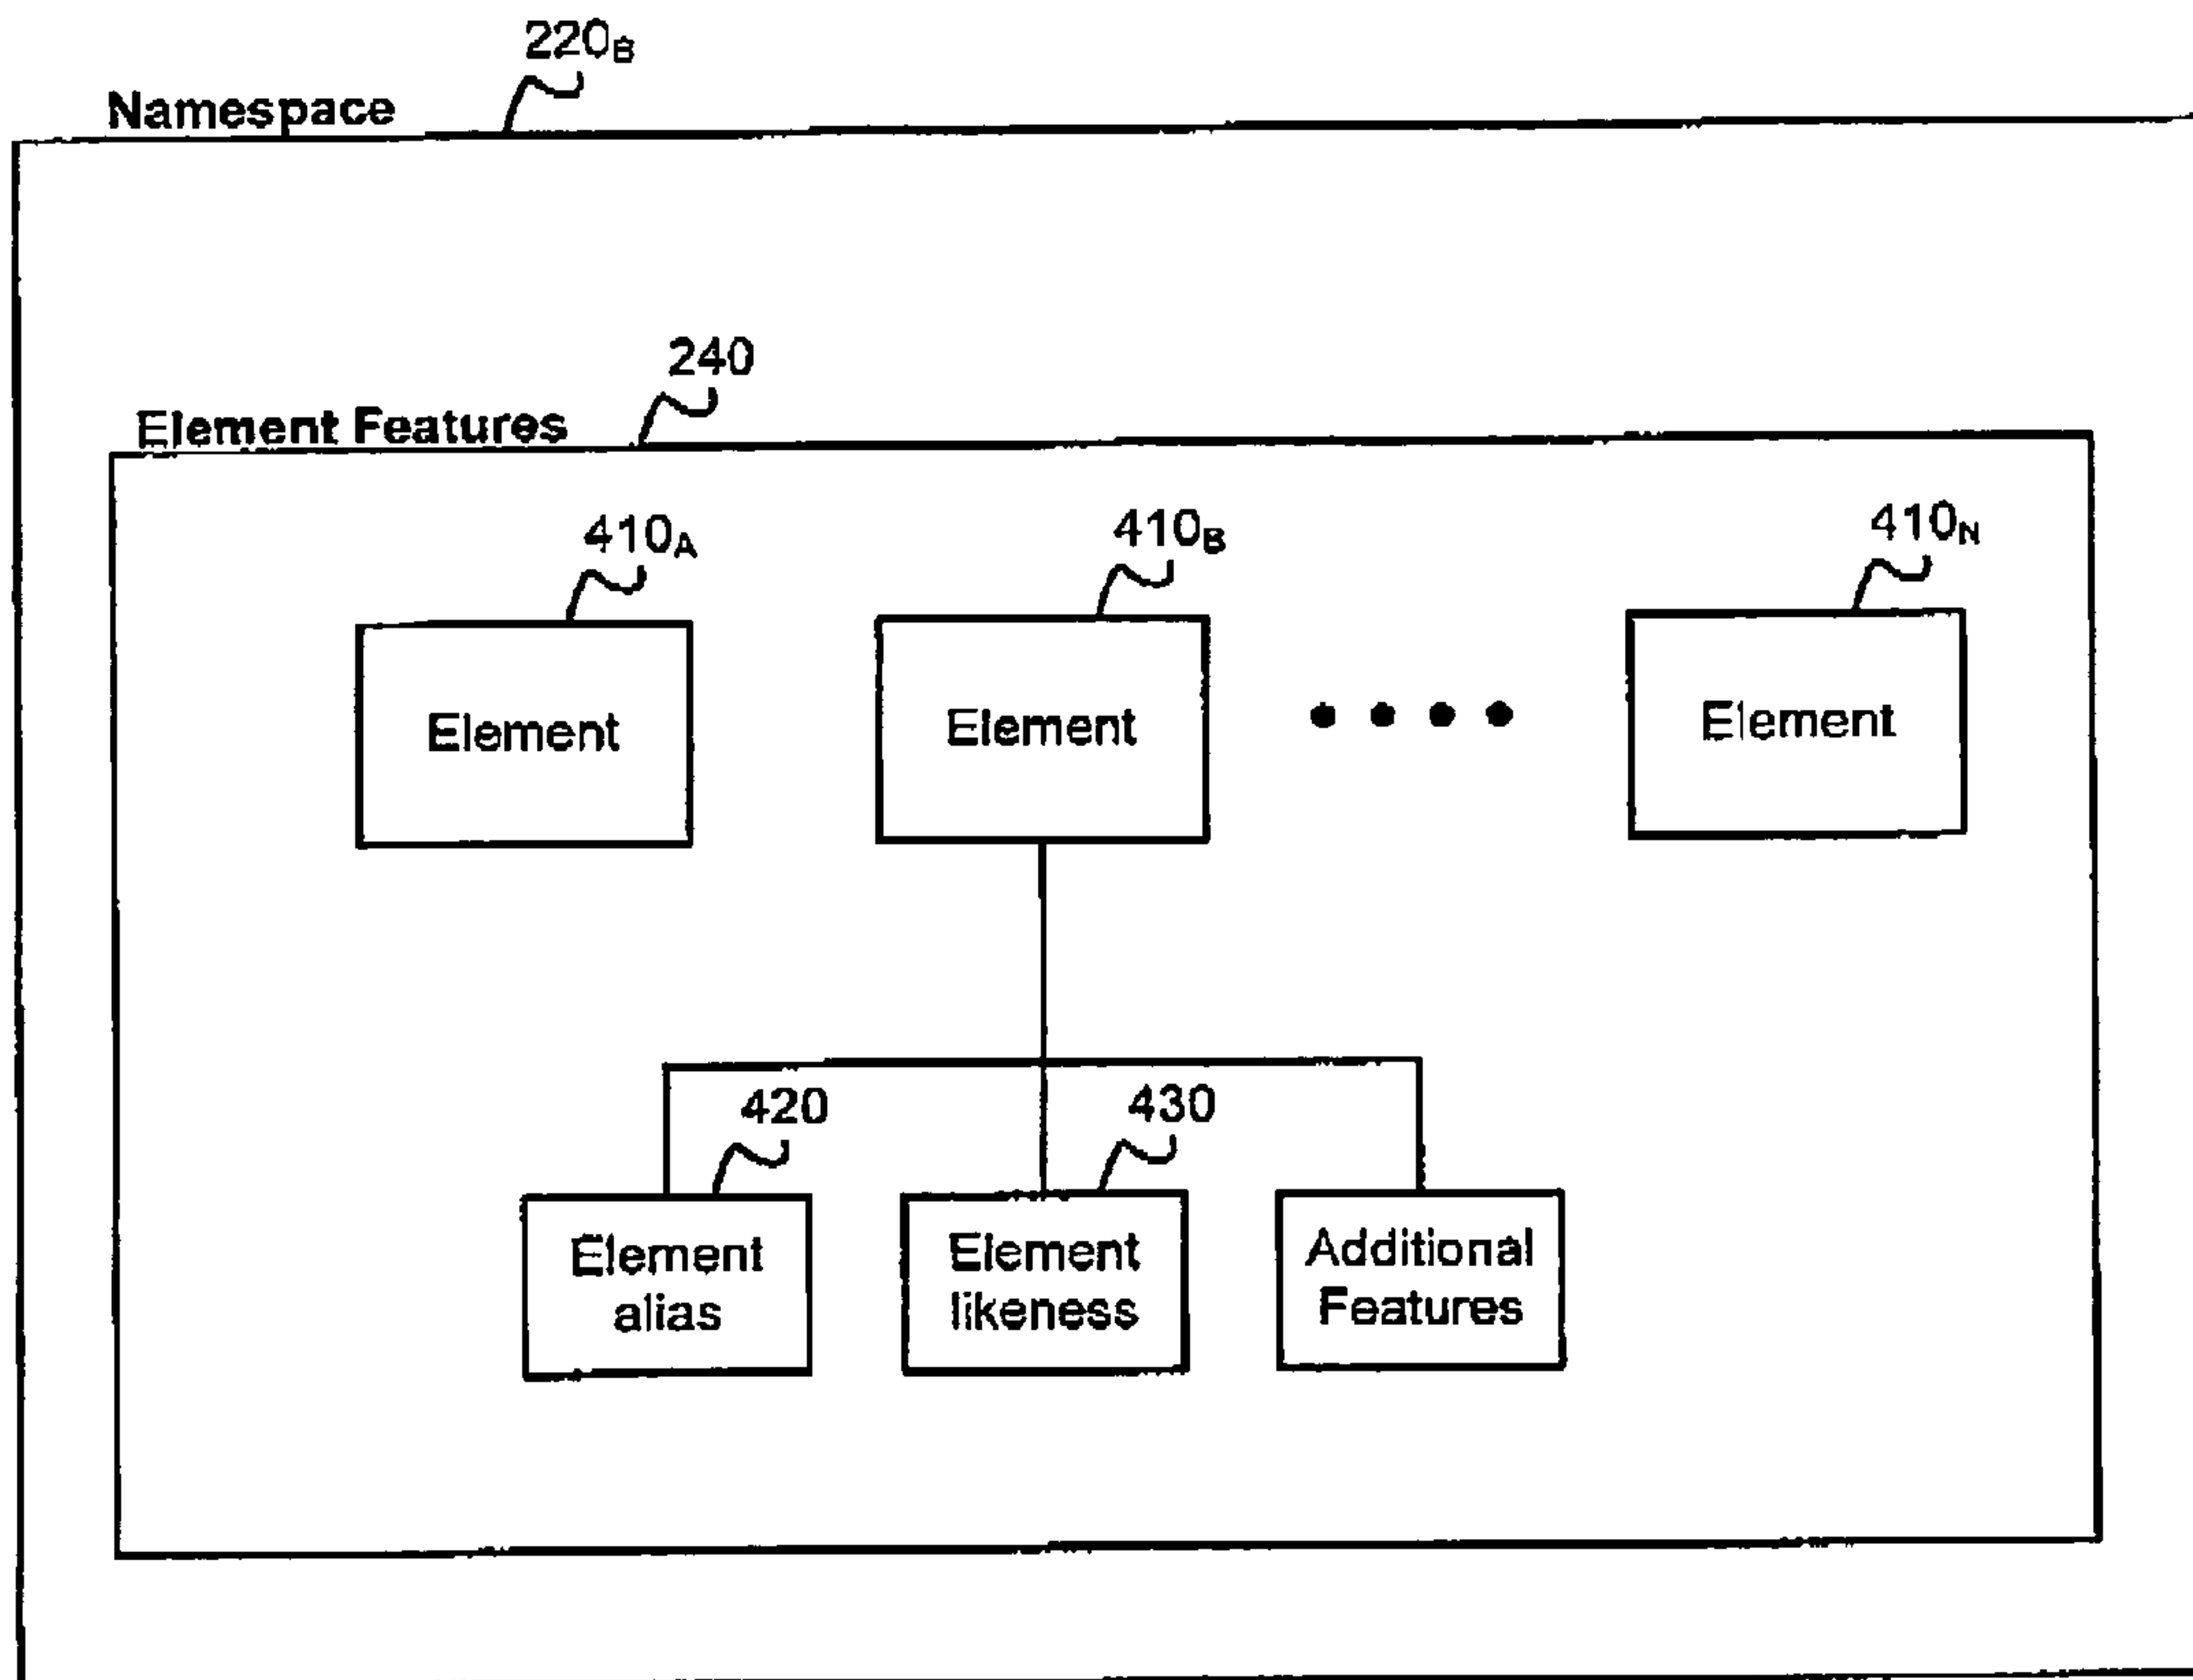 220B
Namespace
240
Element Features
410A
410B
410N
Element
Element
Element
420
430
Element
alias
Element
likeness
Additional
Features